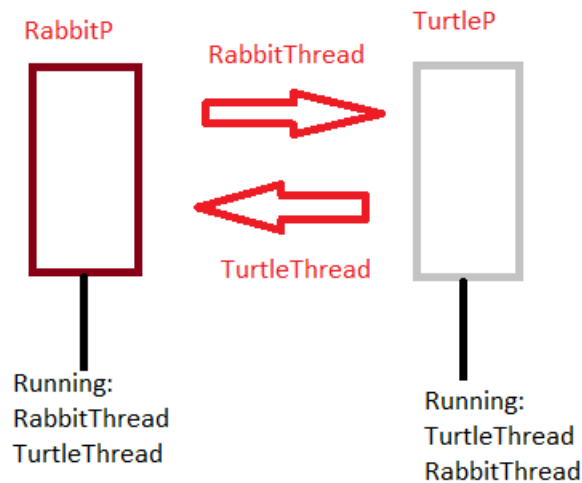 RabbitP
TurtleP
RabbitThread
TurtleThread
Running:
RabbitThread
TurtleThread
Running:
TurtleThread
RabbitThread